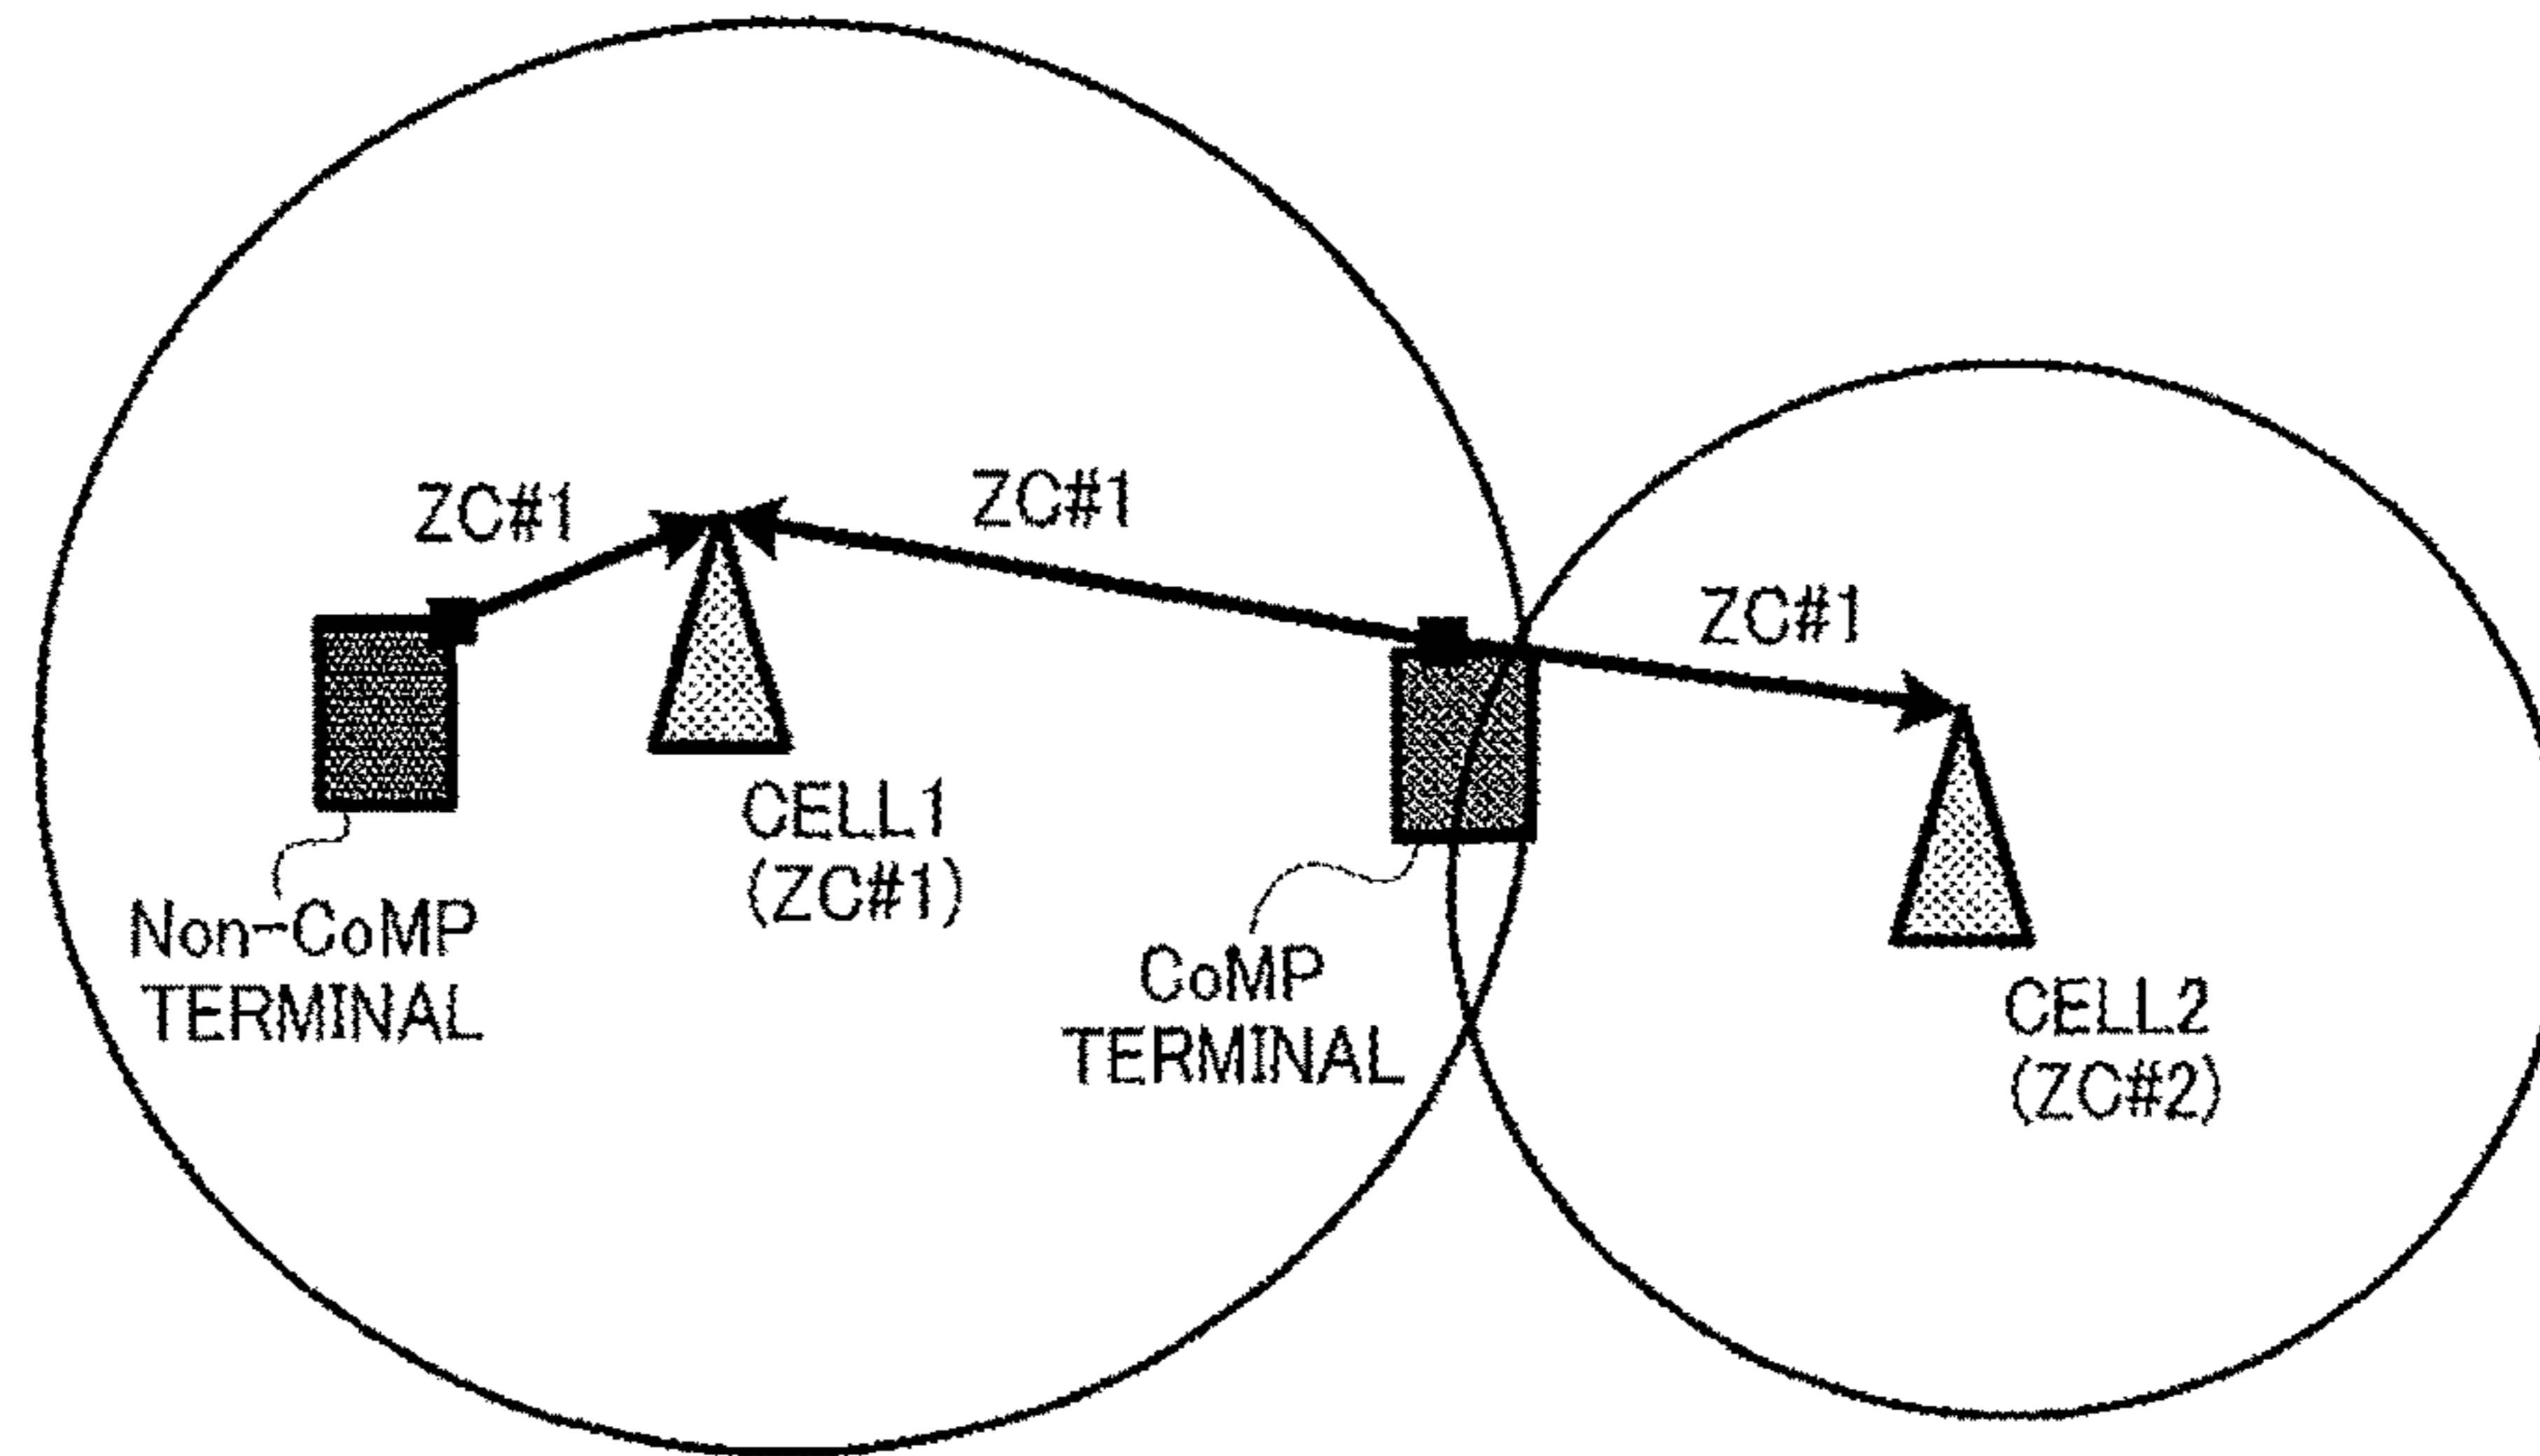 ZC#1
ZC#1
ZC#1
CELL1
(ZC#1)
Non-CoMP
TERMINAL
CoMP
TERMINAL
CELL2
(ZC#2)